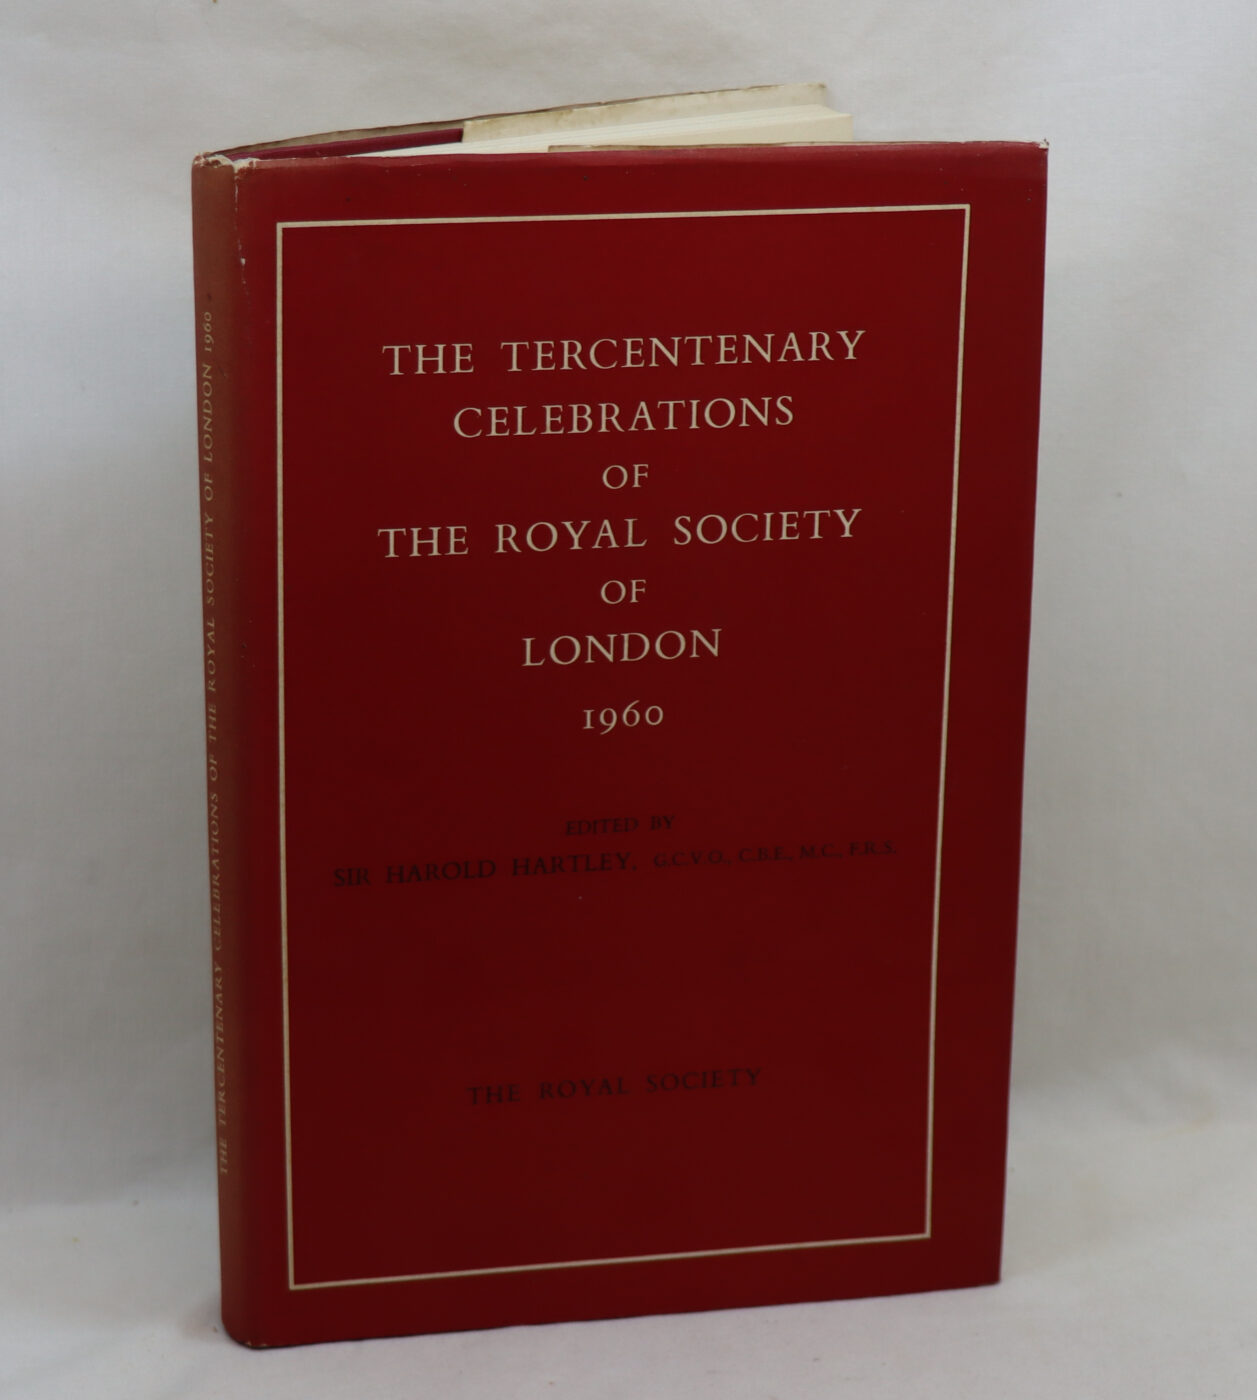 THE TERCENTENARY CELEBRATIONS OF THE ROYAL SOCIETY OF LONDON 1960
THE TERCENTENARY
CELEBRATIONS
OF
THE ROYAL SOCIETY
OF
LONDON
1960
EDITED BY
SIR HAROLD HARTLEY, G.C.V.O., C.B.E., M.C., F.R.S.
THE ROYAL SOCIETY